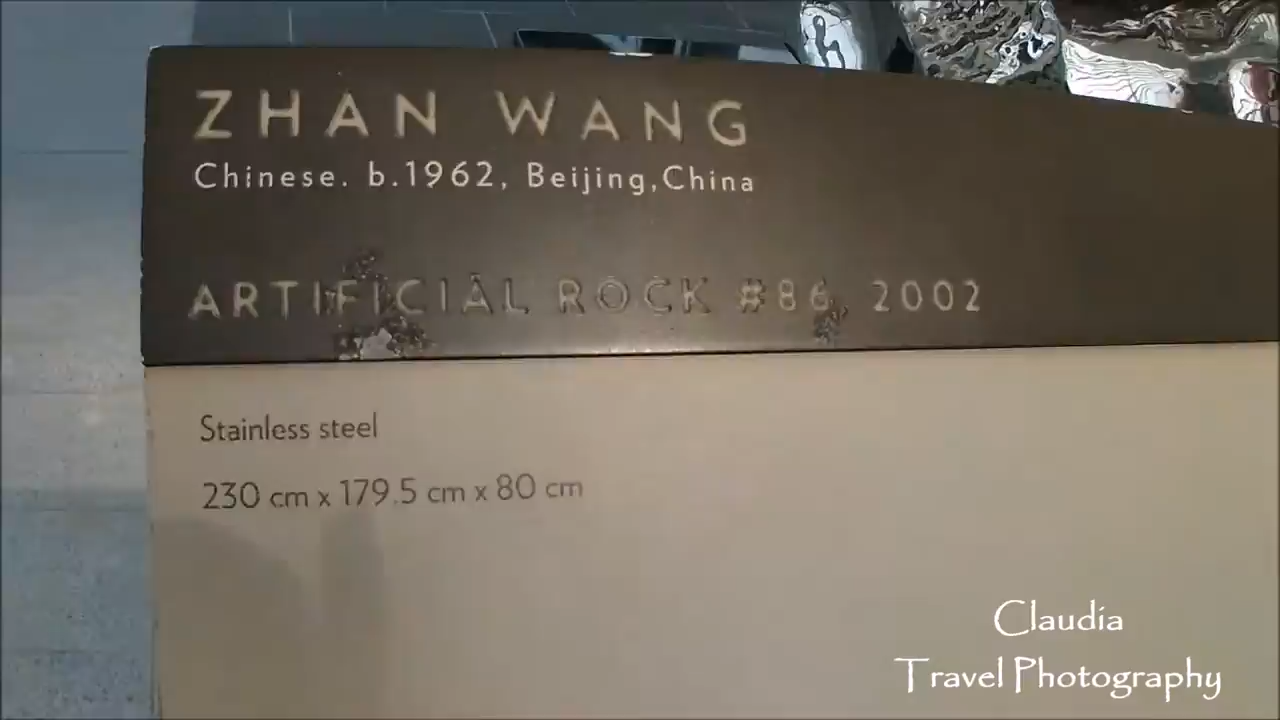 ZHAN WANG
Chinese. b.1962, Beijing,China
ARTIFICIAL ROCK #86, 2002
Stainless steel
230 cm x 179.5 cm x 80 cm
Claudia
Travel Photography